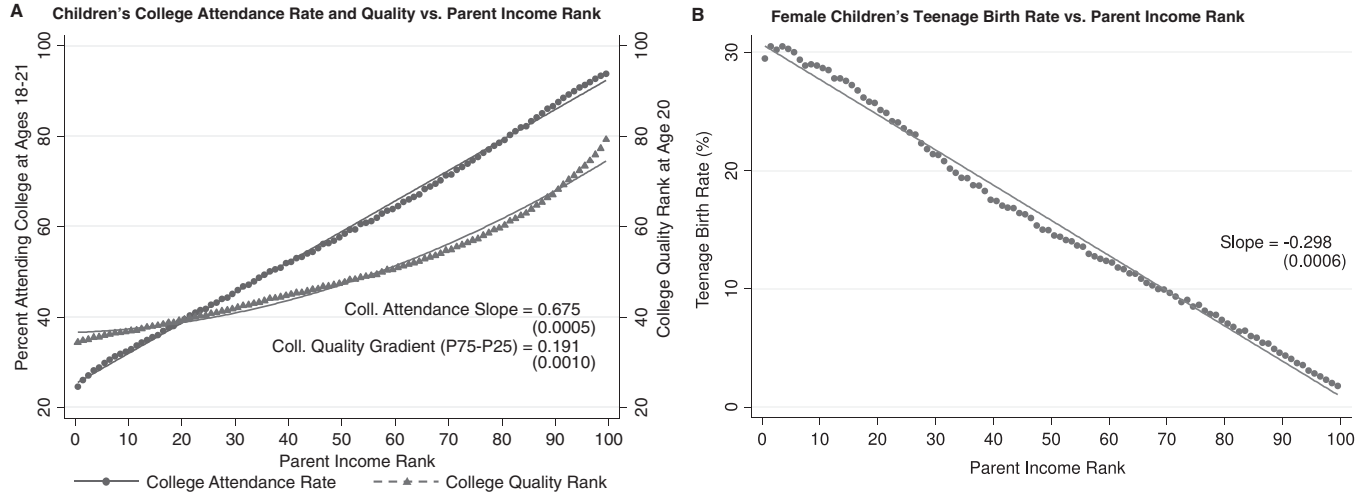 A
Children's College Attendance Rate and Quality vs. Parent Income Rank
Percent Attending College at Ages 18-21
100
80
60
40
20
College Quality Rank at Age 20
100
80
60
40
20
Coll. Attendance Slope = 0.675
(0.0005)
Coll. Quality Gradient (P75-P25) = 0.191
(0.0010)
0 10 20 30 40 50 60 70 80 90 100
Parent Income Rank
College Attendance Rate College Quality Rank
B
Female Children's Teenage Birth Rate vs. Parent Income Rank
Teenage Birth Rate (%)
30
20
10
0
Slope = -0.298
(0.0006)
0 10 20 30 40 50 60 70 80 90 100
Parent Income Rank